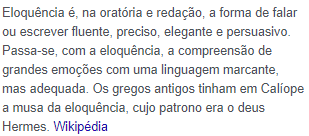 Eloquência é, na oratória e redação, a forma de falar
ou escrever fluente, preciso, elegante e persuasivo.
Passa-se, com a eloquência, a compreensão de
grandes emoções com uma linguagem marcante,
mas adequada. Os gregos antigos tinham em Calíope
a musa da eloquência, cujo patrono era o deus
Hermes. Wikipédia